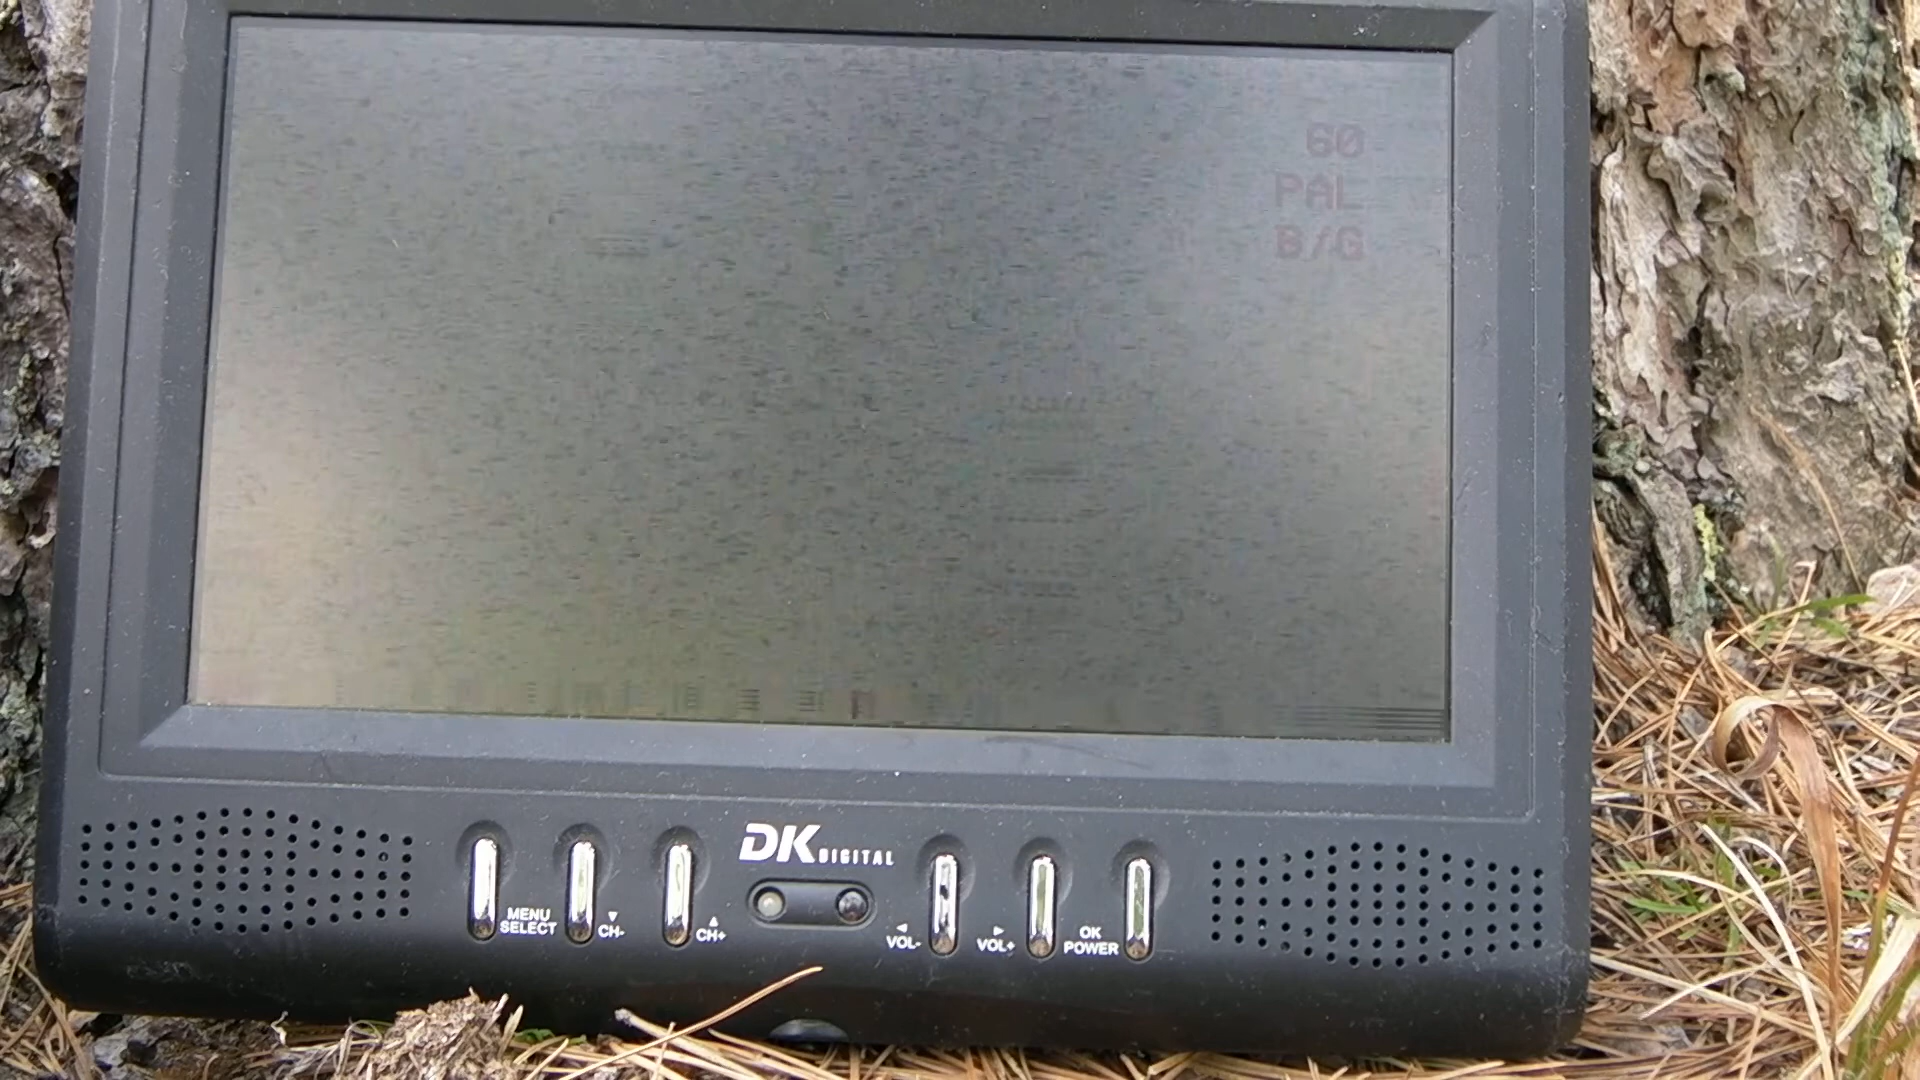 60
PAL
B/G
DK DIGITAL
MENU
SELECT
▼
CH-
▲
CH+
◄
VOL-
►
VOL+
OK
POWER